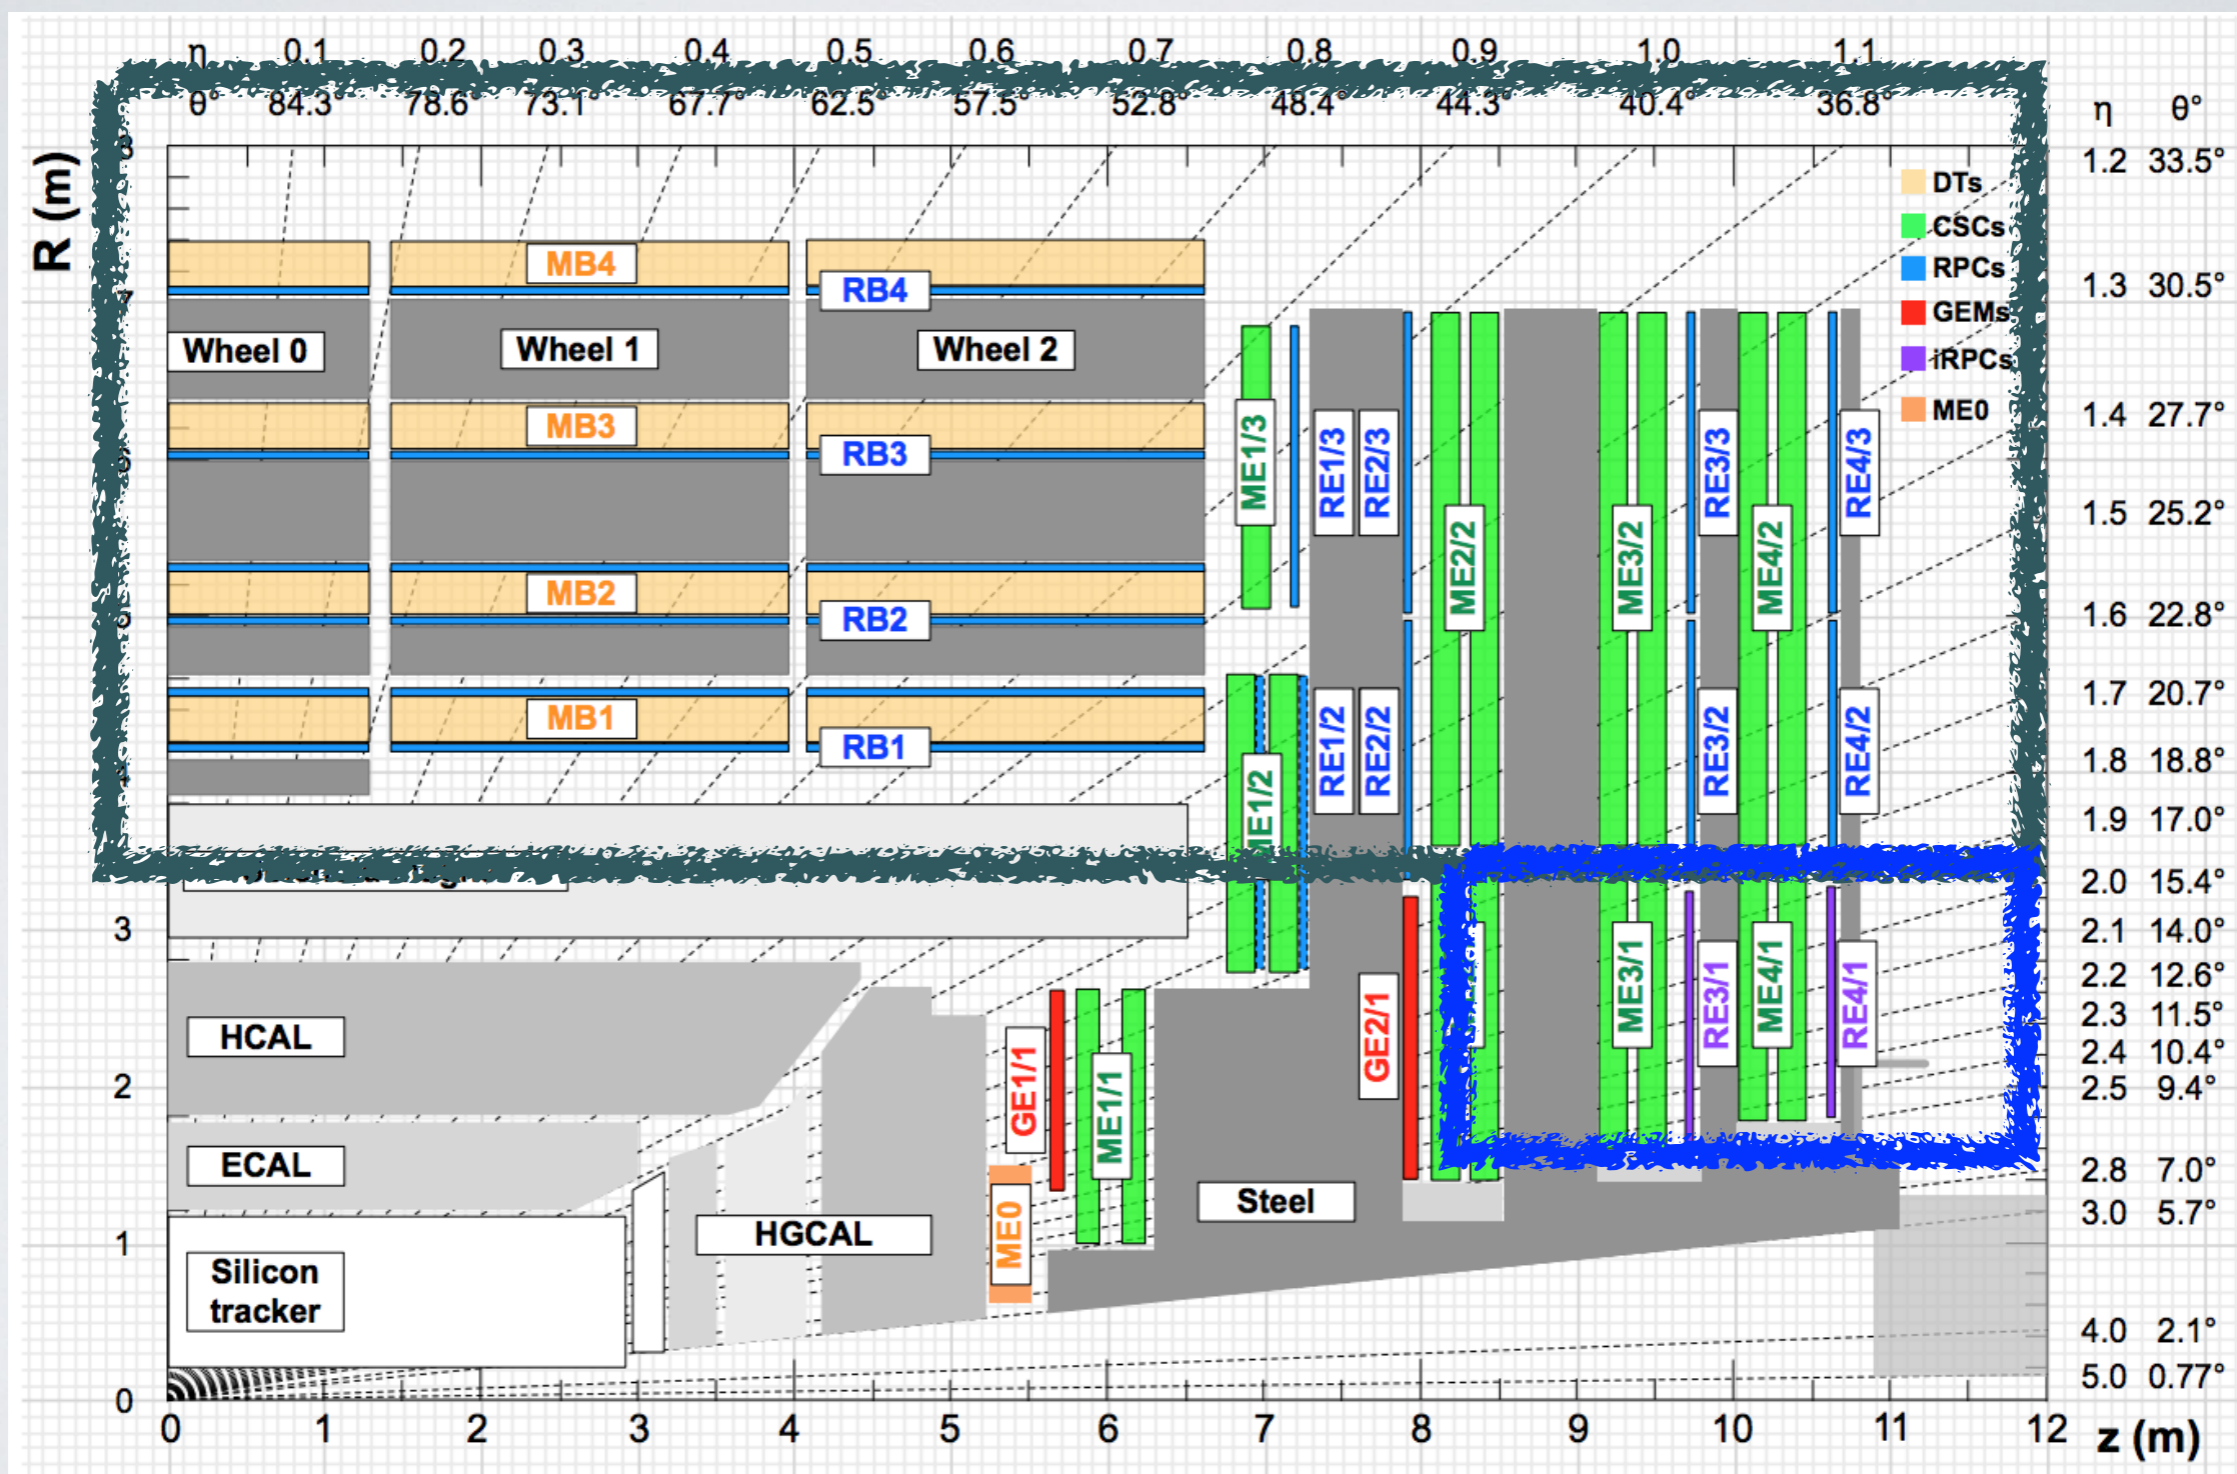 η 0.1 0.2 0.3 0.4 0.5 0.6 0.7 0.8 0.9 1.0 1.1
θ° 84.3° 78.6° 73.1° 67.7° 62.5° 57.5° 52.8° 48.4° 44.3° 40.4° 36.8°
η θ°
1.2 33.5°
1.3 30.5°
1.4 27.7°
1.5 25.2°
1.6 22.8°
1.7 20.7°
1.8 18.8°
1.9 17.0°
2.0 15.4°
2.1 14.0°
2.2 12.6°
2.3 11.5°
2.4 10.4°
2.5 9.4°
2.8 7.0°
3.0 5.7°
4.0 2.1°
5.0 0.77°
DTs
CSCs
RPCs
GEMs
iRPCs
ME0
R (m)
8
7
3
2
1
0
MB4
RB4
Wheel 0
Wheel 1
Wheel 2
MB3
RB3
MB2
RB2
MB1
RB1
ME1/3
RE1/3
RE2/3
ME2/2
ME3/2
RE3/3
ME4/2
RE4/3
ME1/2
RE1/2
RE2/2
RE3/2
RE4/2
HCAL
ECAL
Silicon
tracker
HGCAL
ME0
GE1/1
ME1/1
Steel
GE2/1
ME3/1
RE3/1
ME4/1
RE4/1
0 1 2 3 4 5 6 7 8 9 10 11 12
z (m)